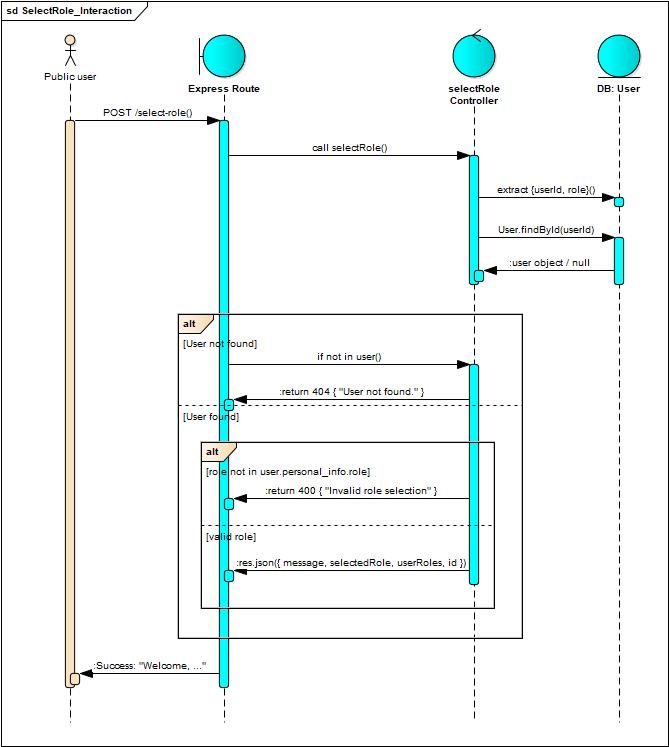 sd SelectRole_Interaction
Public user
Express Route
selectRole
Controller
DB: User
POST /select-role()
call selectRole()
extract {userId, role}()
User.findById(userId)
:user object / null
alt
[User not found]
if not in user()
:return 404 { "User not found." }
[User found]
alt
[role not in user.personal_info.role]
:return 400 { "Invalid role selection" }
[valid role]
:res.json({ message, selectedRole, userRoles, id })
:Success: "Welcome, ..."